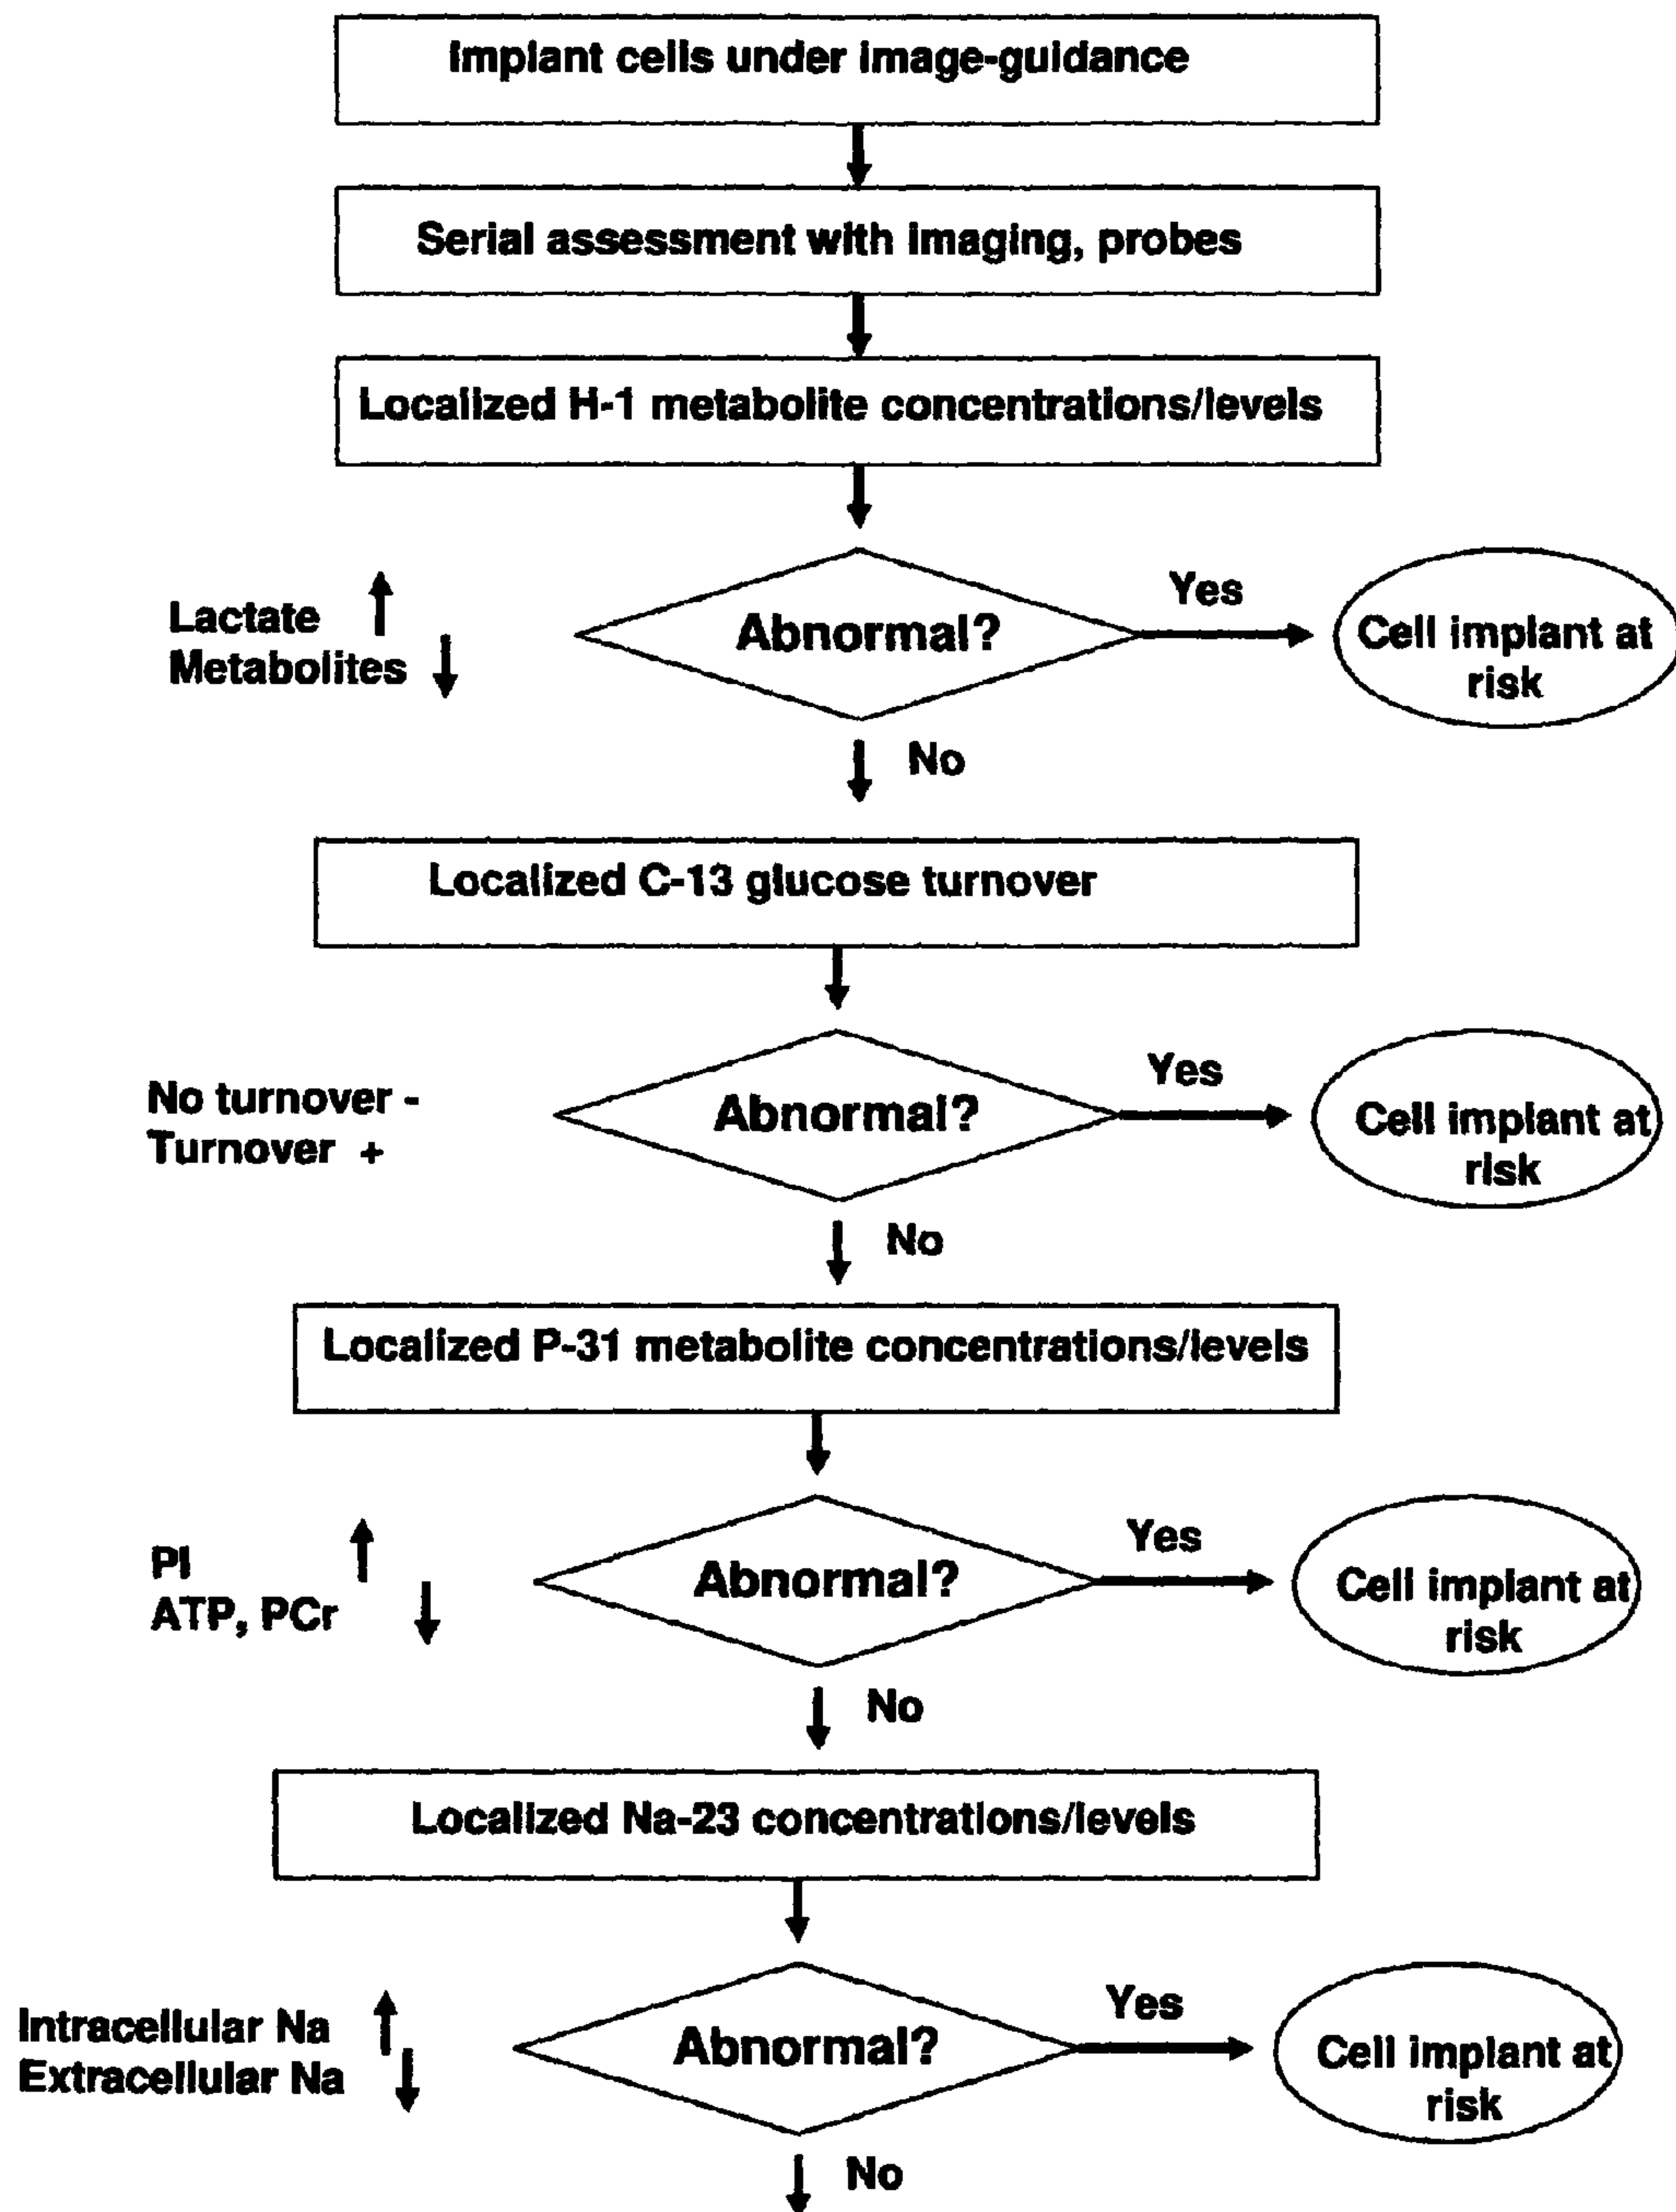 Implant cells under image-guidance
Serial assessment with imaging, probes
Localized H-1 metabolite concentrations/levels
Lactate
Metabolites
Abnormal?
Yes
Cell implant at
risk
No
Localized C-13 glucose turnover
No turnover -
Turnover +
Abnormal?
Yes
Cell implant at
risk
No
Localized P-31 metabolite concentrations/levels
Pi
ATP, PCr
Abnormal?
Yes
Cell implant at
risk
No
Localized Na-23 concentrations/levels
Intracellular Na
Extracellular Na
Abnormal?
Yes
Cell implant at
risk
No